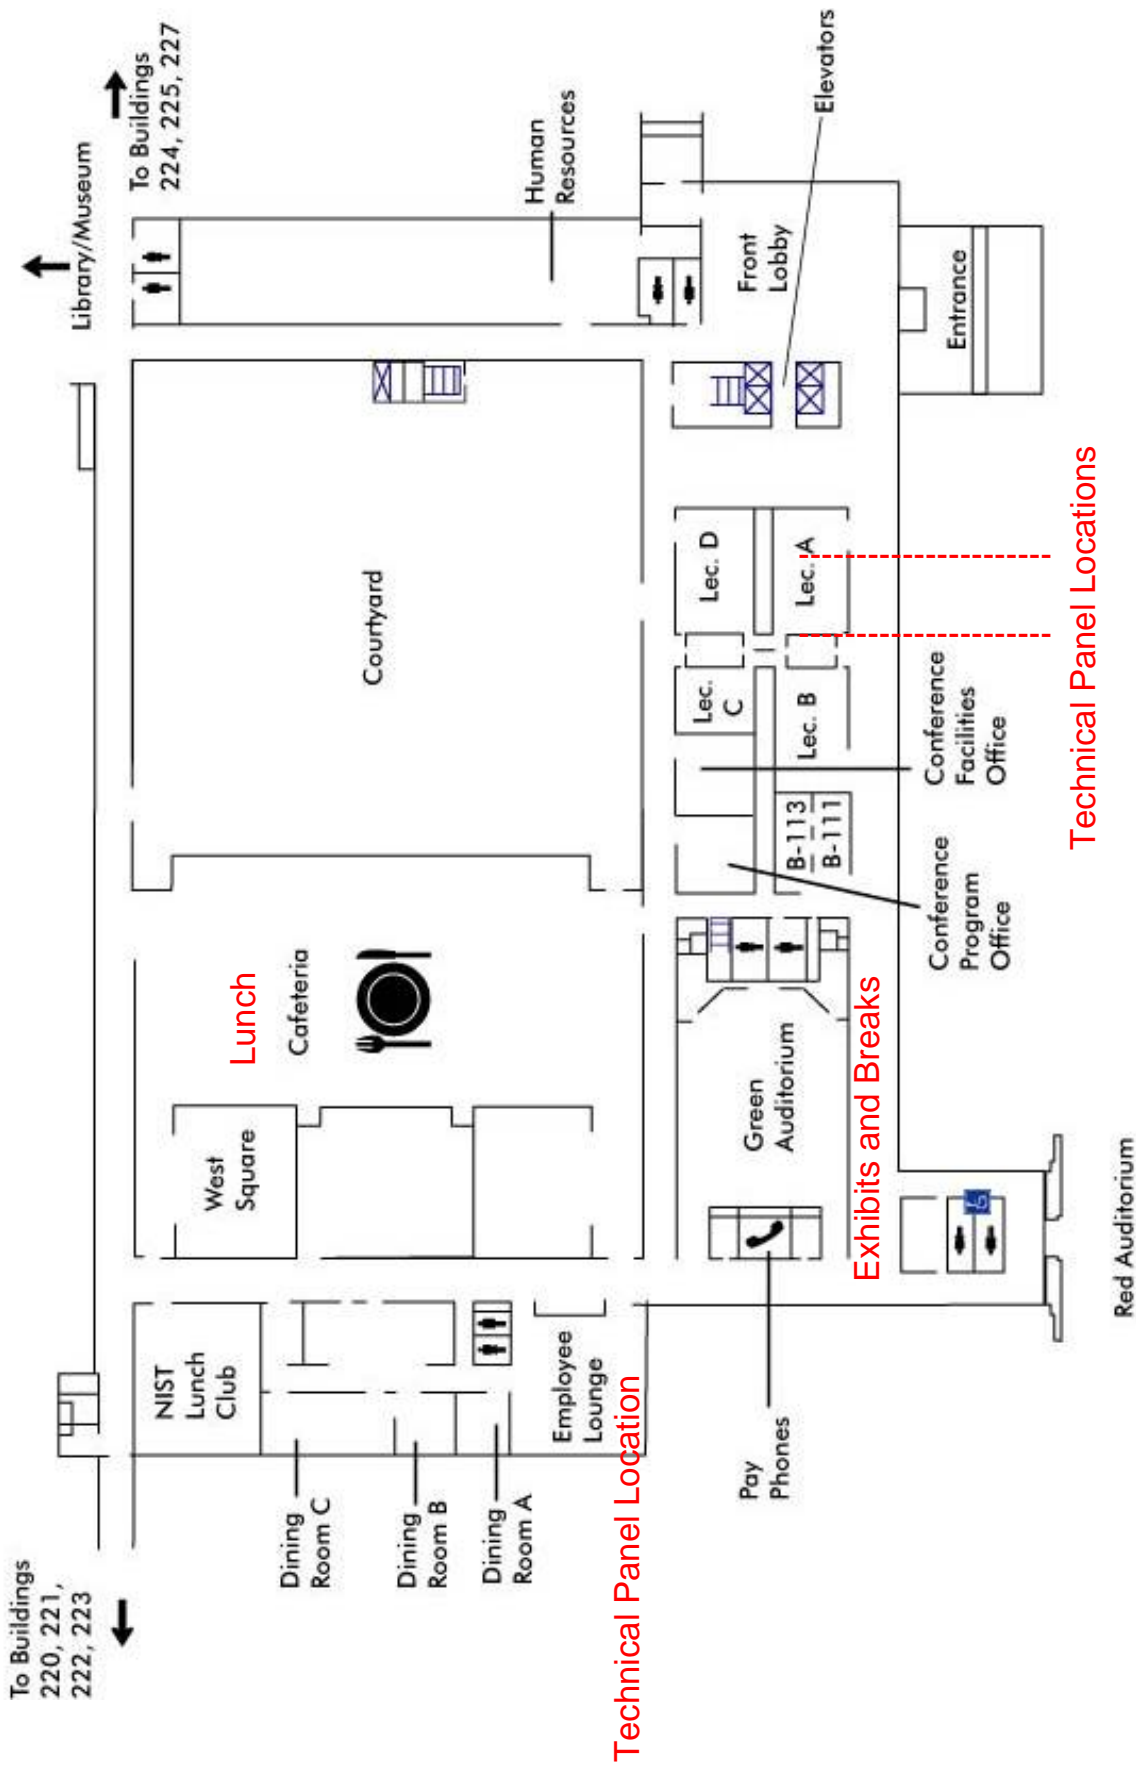 To Buildings
220, 221,
222, 223
Library/Museum
To Buildings
224, 225, 227
NIST
Lunch
Club
West
Square
Lunch
Cafeteria
Courtyard
Human
Resources
Dining
Room C
Dining
Room B
Dining
Room A
Employee
Lounge
Technical Panel Location
Pay
Phones
Green
Auditorium
Exhibits and Breaks
Lec.
C
Lec. D
Lec. B
Lec. A
B-113
B-111
Front
Lobby
Elevators
Entrance
Conference
Program
Office
Conference
Facilities
Office
Technical Panel Locations
Red Auditorium